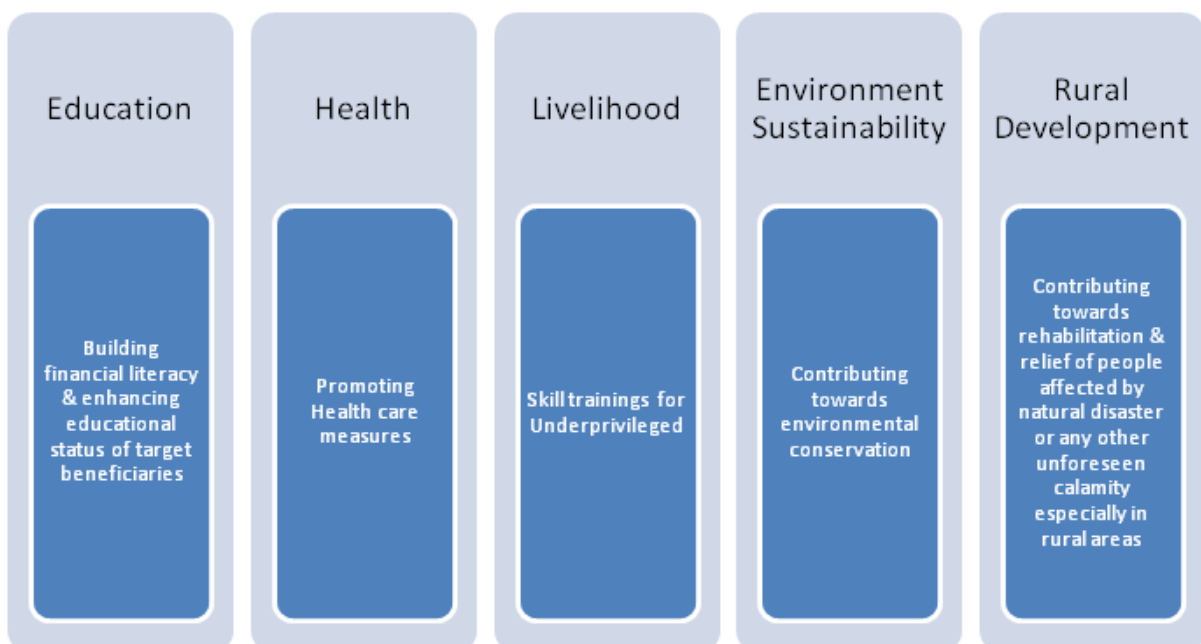 Education
Building
financial literacy
& enhancing
educational
status of target
beneficiaries
Health
Promoting
Health care
measures
Livelihood
Skill trainings for
Underprivileged
Environment
Sustainability
Contributing
towards
environmental
conservation
Rural
Development
Contributing
towards
rehabilitation &
relief of people
affected by
natural disaster
or any other
unforeseen
calamity
especially in
rural areas